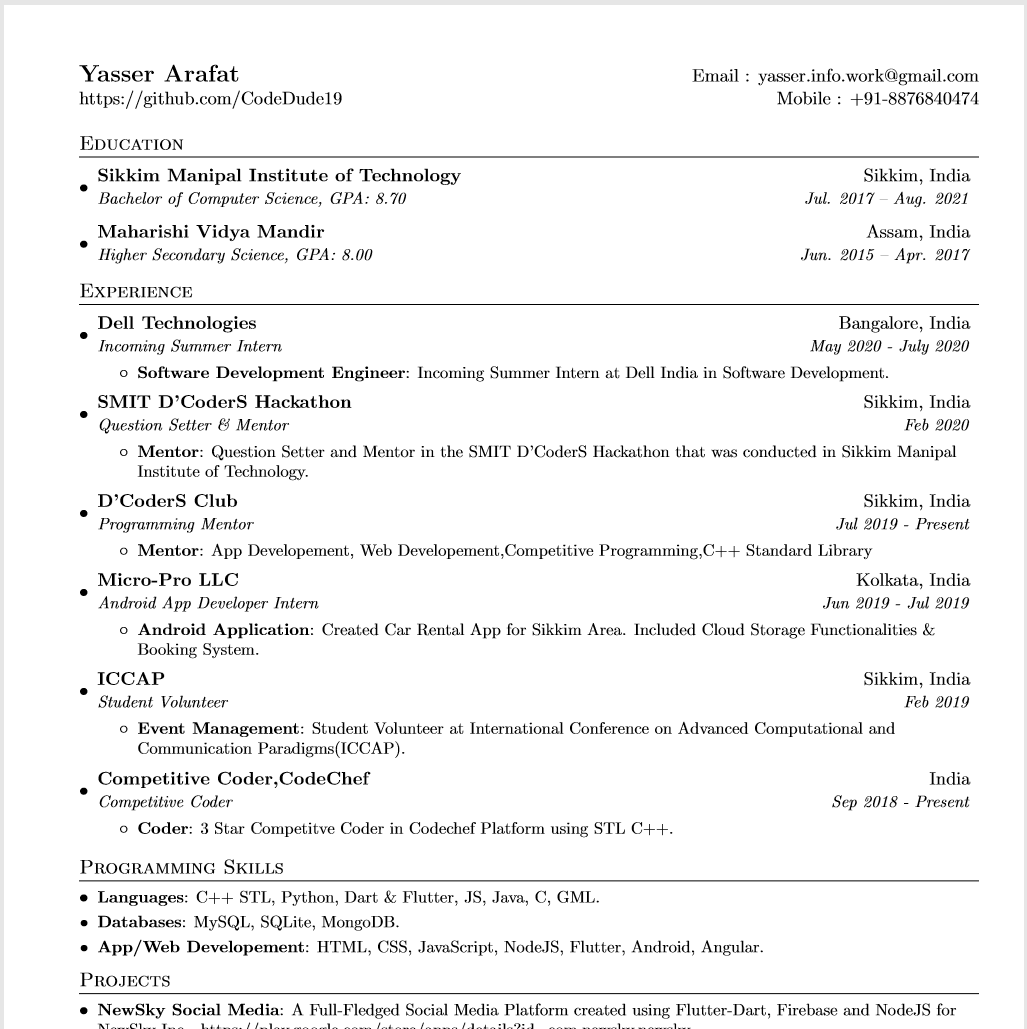 Yasser Arafat
Email : yasser.info.work@gmail.com
https://github.com/CodeDude19
Mobile : +91-8876840474
Education
• Sikkim Manipal Institute of Technology
Sikkim, India
Bachelor of Computer Science, GPA: 8.70
Jul. 2017 – Aug. 2021
• Maharishi Vidya Mandir
Assam, India
Higher Secondary Science, GPA: 8.00
Jun. 2015 – Apr. 2017
Experience
• Dell Technologies
Bangalore, India
Incoming Summer Intern
May 2020 - July 2020
◦ Software Development Engineer: Incoming Summer Intern at Dell India in Software Development.
• SMIT D'CoderS Hackathon
Sikkim, India
Question Setter & Mentor
Feb 2020
◦ Mentor: Question Setter and Mentor in the SMIT D'CoderS Hackathon that was conducted in Sikkim Manipal
Institute of Technology.
• D'CoderS Club
Sikkim, India
Programming Mentor
Jul 2019 - Present
◦ Mentor: App Developement, Web Developement,Competitive Programming,C++ Standard Library
• Micro-Pro LLC
Kolkata, India
Android App Developer Intern
Jun 2019 - Jul 2019
◦ Android Application: Created Car Rental App for Sikkim Area. Included Cloud Storage Functionalities &
Booking System.
• ICCAP
Sikkim, India
Student Volunteer
Feb 2019
◦ Event Management: Student Volunteer at International Conference on Advanced Computational and
Communication Paradigms(ICCAP).
• Competitive Coder,CodeChef
India
Competitive Coder
Sep 2018 - Present
◦ Coder: 3 Star Competitve Coder in Codechef Platform using STL C++.
Programming Skills
• Languages: C++ STL, Python, Dart & Flutter, JS, Java, C, GML.
• Databases: MySQL, SQLite, MongoDB.
• App/Web Developement: HTML, CSS, JavaScript, NodeJS, Flutter, Android, Angular.
Projects
• NewSky Social Media: A Full-Fledged Social Media Platform created using Flutter-Dart, Firebase and NodeJS for